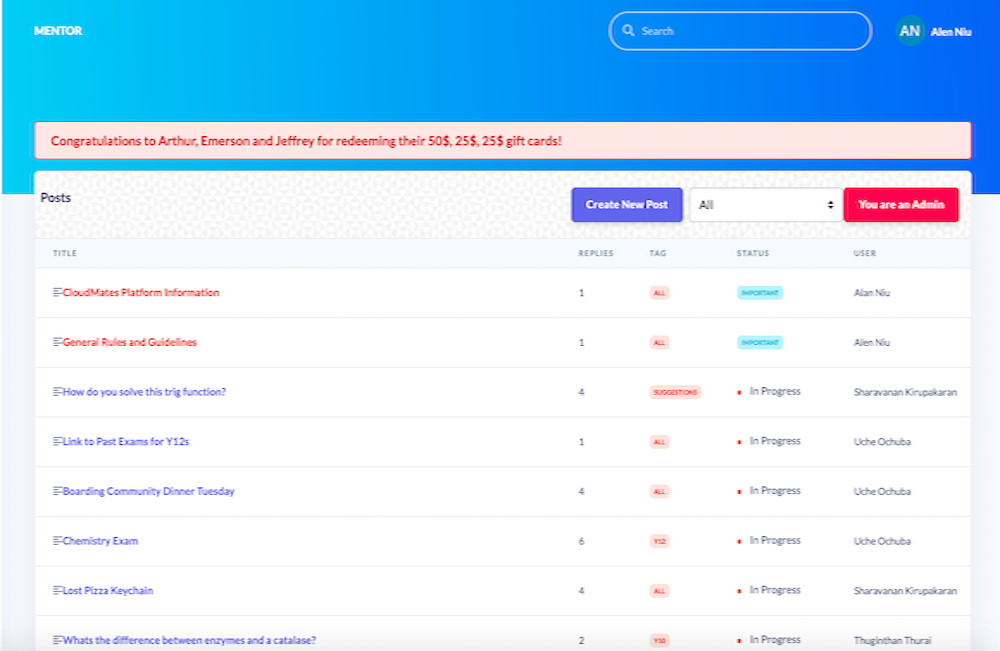 MENTOR
Search
AN Alen Niu
Congratulations to Arthur, Emerson and Jeffrey for redeeming their 50$, 25$, 25$ gift cards!
Posts
Create New Post
All
You are an Admin
TITLE REPLIES TAG STATUS USER
CloudMates Platform Information 1 ALL IMPORTANT Alan Niu
General Rules and Guidelines 1 ALL IMPORTANT Alen Niu
How do you solve this trig function? 4 SUGGESTIONS In Progress Sharavanan Kirupakaran
Link to Past Exams for Y12s 1 ALL In Progress Uche Ochuba
Boarding Community Dinner Tuesday 4 ALL In Progress Uche Ochuba
Chemistry Exam 6 Y12 In Progress Uche Ochuba
Lost Pizza Keychain 4 ALL In Progress Sharavanan Kirupakaran
Whats the difference between enzymes and a catalase? 2 Y10 In Progress Thuginthan Thurai